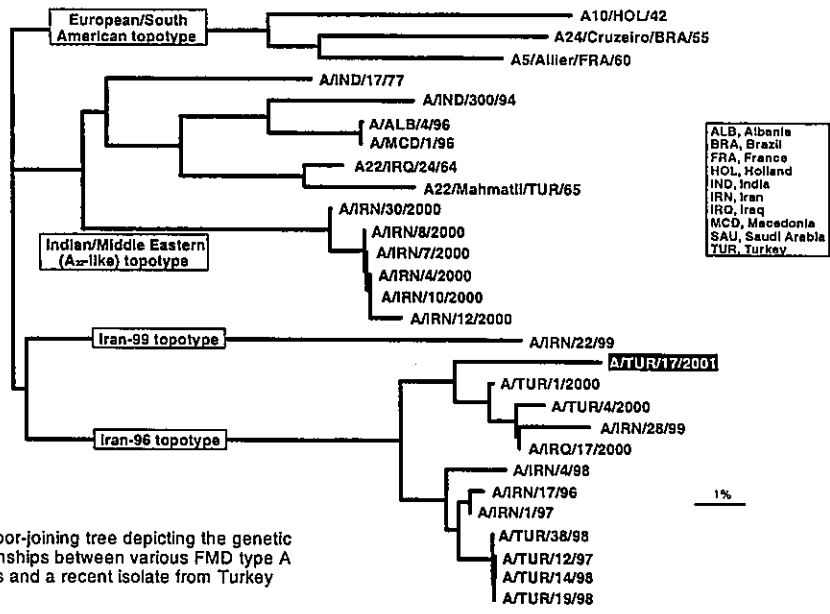 European/South
American topotype
A10/HOL/42
A24/Cruzeiro/BRA/55
A5/Allier/FRA/60
A/IND/17/77
A/IND/300/94
A/ALB/4/96
A/MCD/1/96
A22/IRQ/24/64
A22/Mahmatli/TUR/65
A/IRN/30/2000
A/IRN/8/2000
A/IRN/7/2000
A/IRN/4/2000
A/IRN/10/2000
A/IRN/12/2000
Indian/Middle Eastern
(A22-like) topotype
ALB, Albania
BRA, Brazil
FRA, France
HOL, Holland
IND, India
IRN, Iran
IRQ, Iraq
MCD, Macedonia
SAU, Saudi Arabia
TUR, Turkey
Iran-99 topotype
A/IRN/22/99
A/TUR/17/2001
A/TUR/1/2000
A/TUR/4/2000
A/IRN/28/99
A/IRQ/17/2000
Iran-96 topotype
A/IRN/4/98
A/IRN/17/96
A/IRN/1/97
A/TUR/38/98
A/TUR/12/97
A/TUR/14/98
A/TUR/19/98
1%
oor-joining tree depicting the genetic
nships between various FMD type A
s and a recent isolate from Turkey